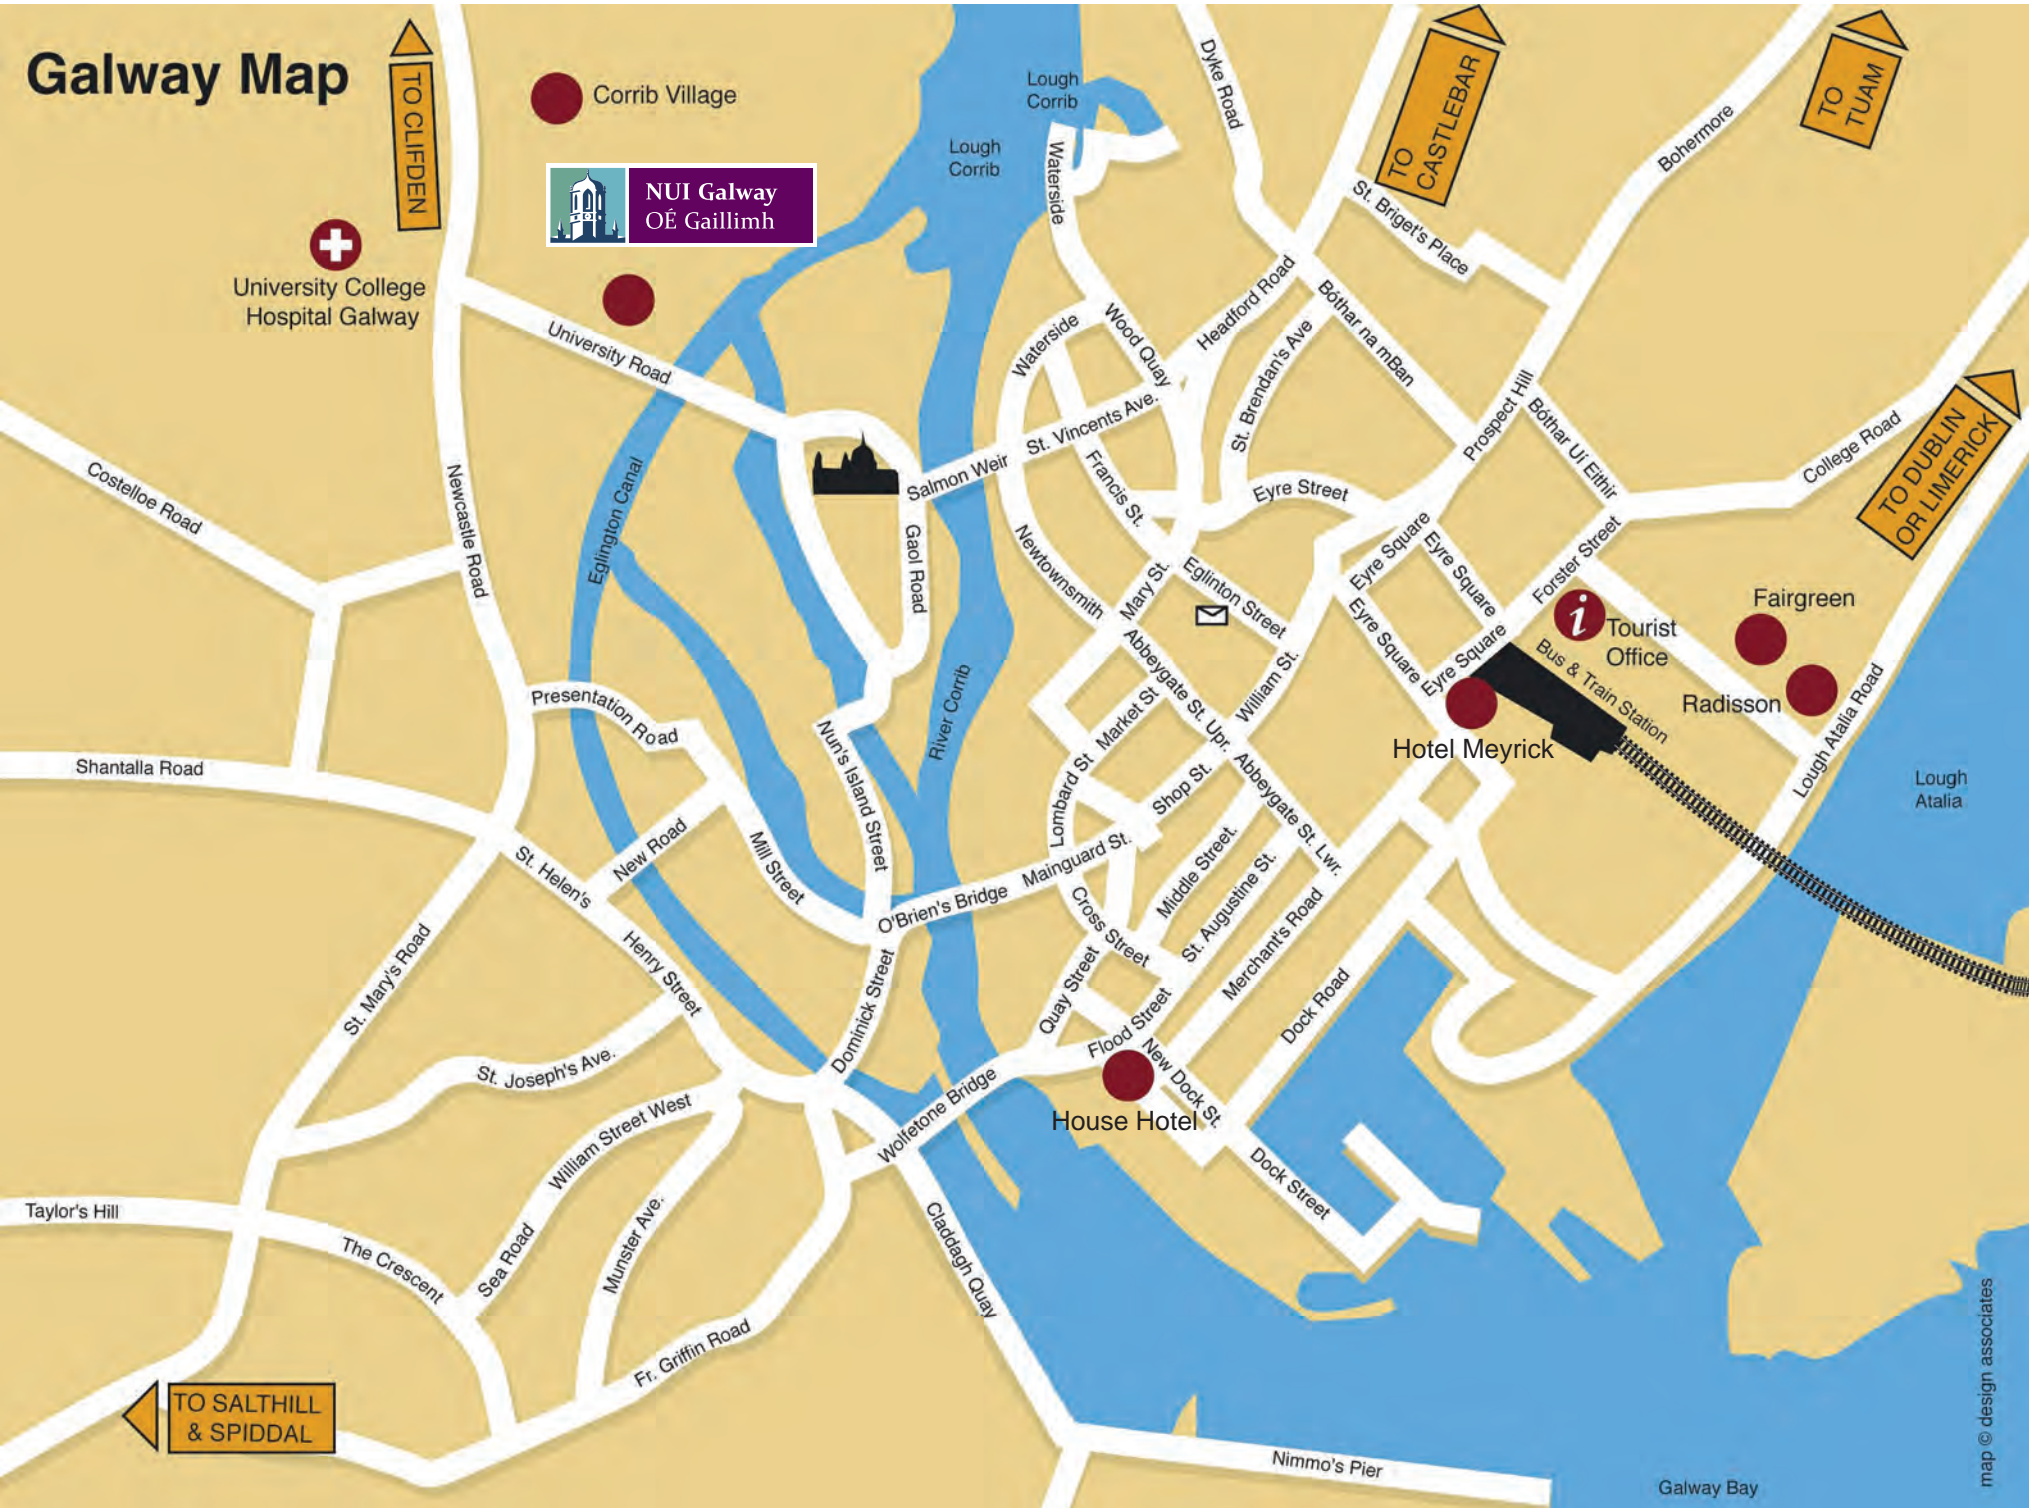 Galway Map
TO CLIFDEN
Corrib Village
NUI Galway
OÉ Gaillimh
University College
Hospital Galway
University Road
Lough
Corrib
Lough
Corrib
Waterside
Dyke Road
TO
CASTLEBAR
TO
TUAM
Bohermore
St. Briget's Place
Headford Road
Bóthar na mBan
Wood Quay
Waterside
St. Brendan's Ave
St. Vincents Ave.
Salmon Weir
Francis St.
Eyre Street
Prospect Hill
Bóthar Uí Eithir
College Road
TO DUBLIN
OR LIMERICK
Costelloe Road
Newcastle Road
Eglington Canal
Gaol Road
Newtownsmith
Mary St.
Eglinton Street
Eyre Square
Eyre Square
Eyre Square
Eyre Square
Forster Street
i
Tourist
Office
Bus & Train Station
Fairgreen
Radisson
Lough Atalia Road
Lough
Atalia
Hotel Meyrick
Presentation Road
Nun's Island Street
River Corrib
Abbeygate St. Upr.
William St.
Market St
Lombard St
Shop St.
Abbeygate St. Lwr.
Shantalla Road
St. Helen's
New Road
Mill Street
O'Brien's Bridge
Mainguard St.
Middle Street.
St. Augustine St.
Merchant's Road
Cross Street
Quay Street
Flood Street
Dock Road
St. Mary's Road
Henry Street
Dominick Street
St. Joseph's Ave.
William Street West
Wolfetone Bridge
New Dock St.
House Hotel
Dock Street
Taylor's Hill
The Crescent
Sea Road
Munster Ave.
Claddagh Quay
Fr. Griffin Road
TO SALTHILL
& SPIDDAL
Nimmo's Pier
Galway Bay
map © design associates